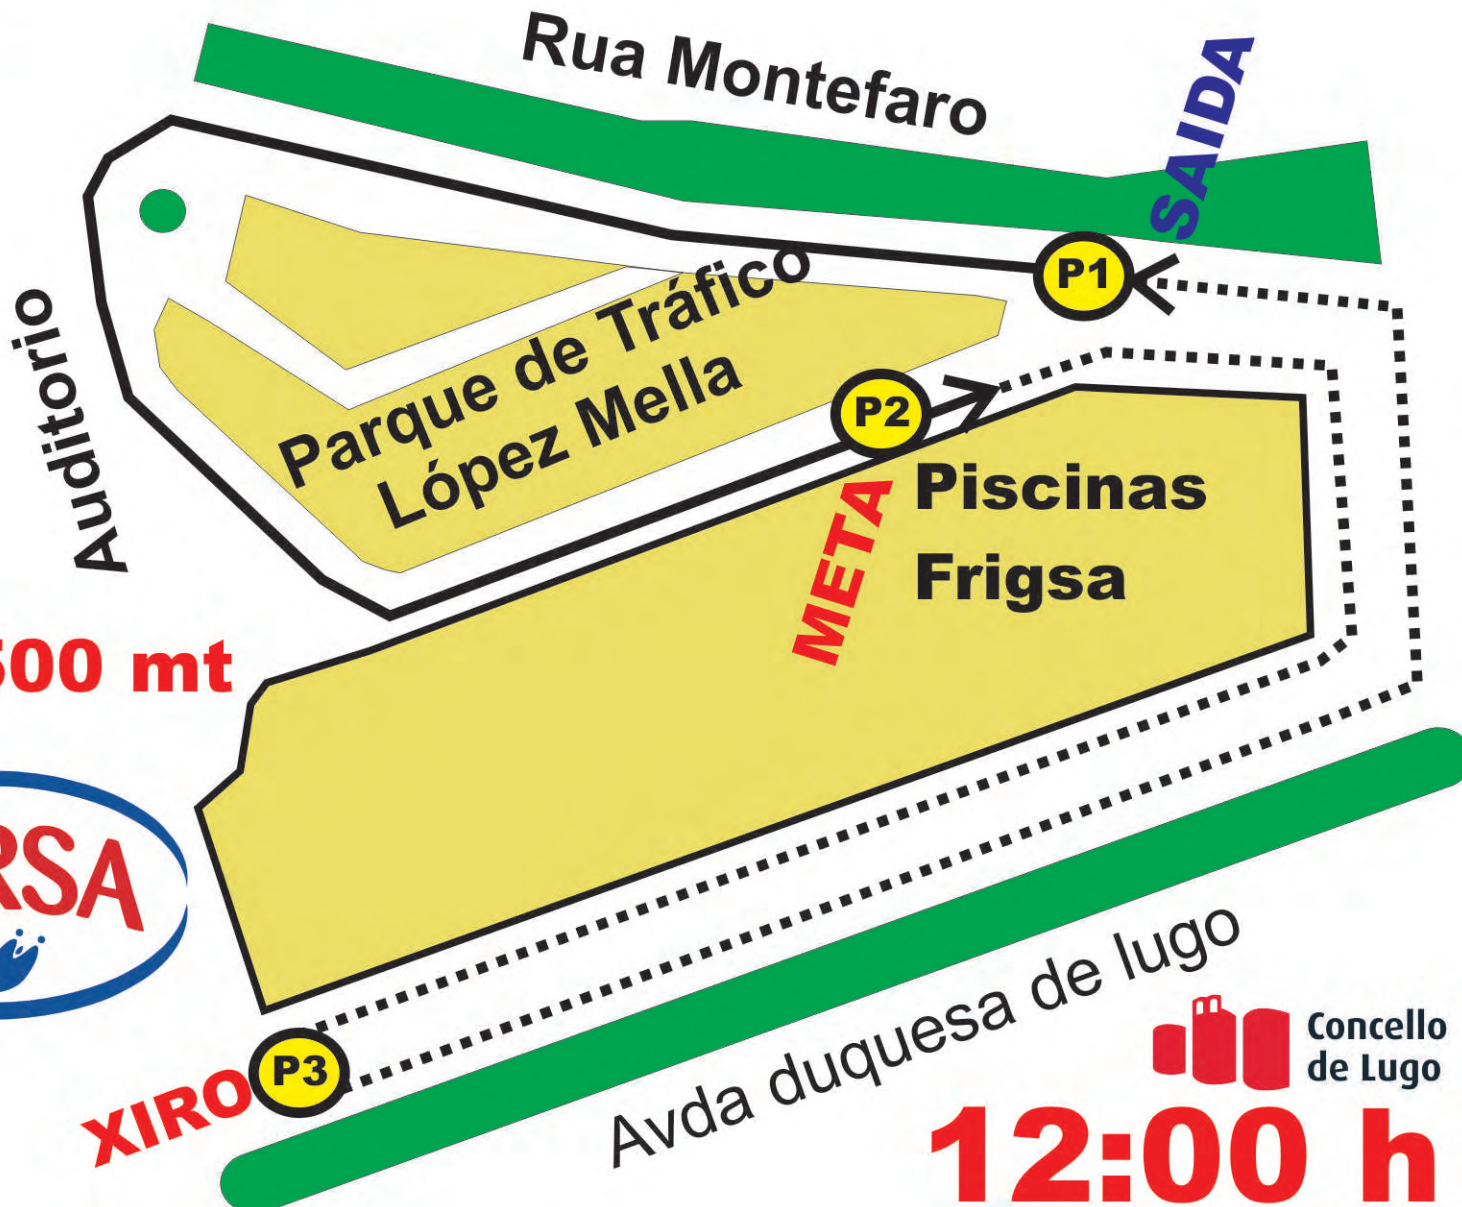 Rua Montefaro
SAIDA
P1
Parque de Tráfico
López Mella
P2
Auditorio
Piscinas
Frigsa
META
500 mt
RSA
P3
XIRO
Avda duquesa de lugo
Concello
de Lugo
12:00 h